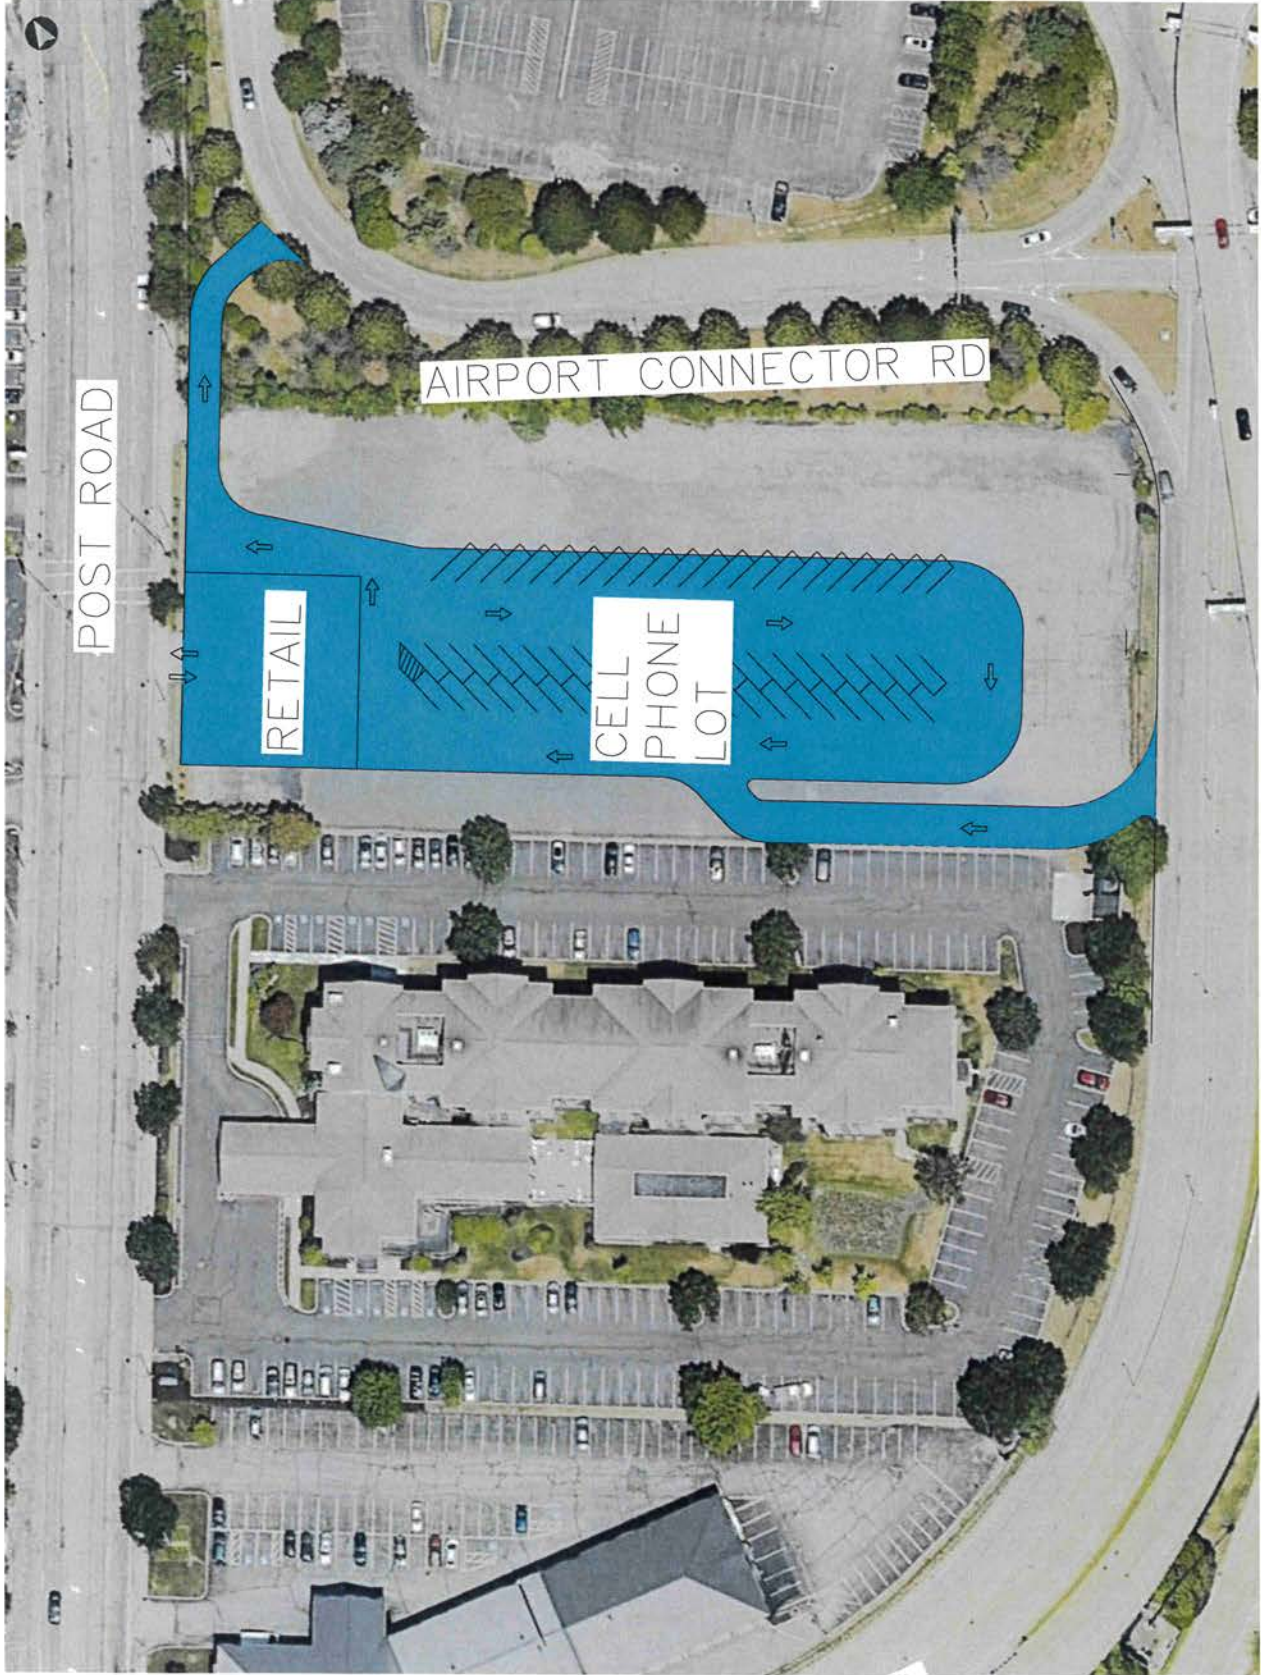 AIRPORT CONNECTOR RD
POST ROAD
RETAIL
CELL
PHONE
LOT